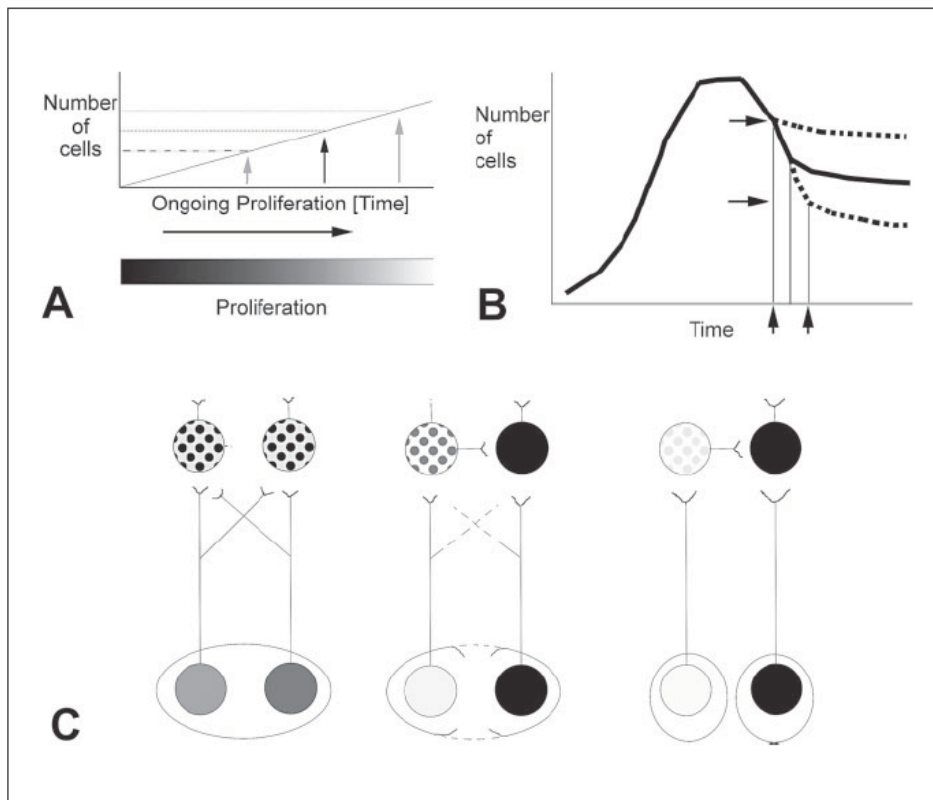 Number
of
cells
Ongoing Proliferation [Time]
Proliferation
A
Number
of
cells
Time
B
C